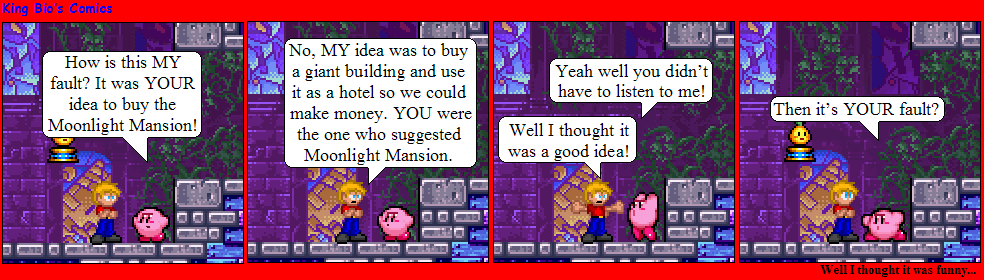 King Bio's Comics
How is this MY
fault? It was YOUR
idea to buy the
Moonlight Mansion!
No, MY idea was to buy
a giant building and use
it as a hotel so we could
make money. YOU were
the one who suggested
Moonlight Mansion.
Yeah well you didn't
have to listen to me!
Well I thought it
was a good idea!
Then it's YOUR fault?
Well I thought it was funny...